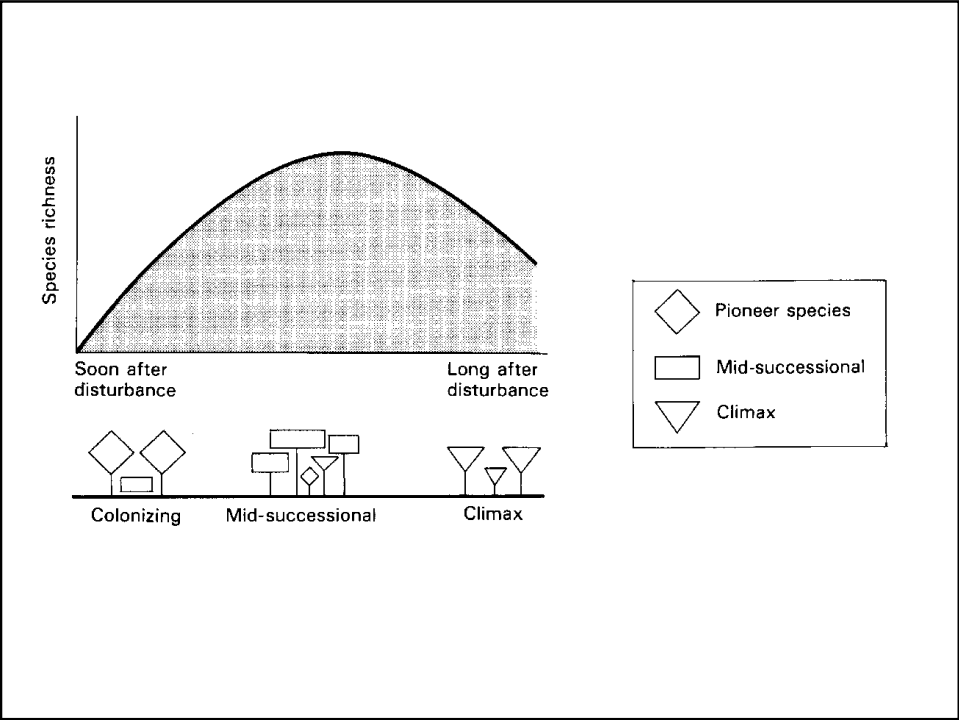 Species richness
Soon after
disturbance
Long after
disturbance
Colonizing
Mid-successional
Climax
Pioneer species
Mid-successional
Climax